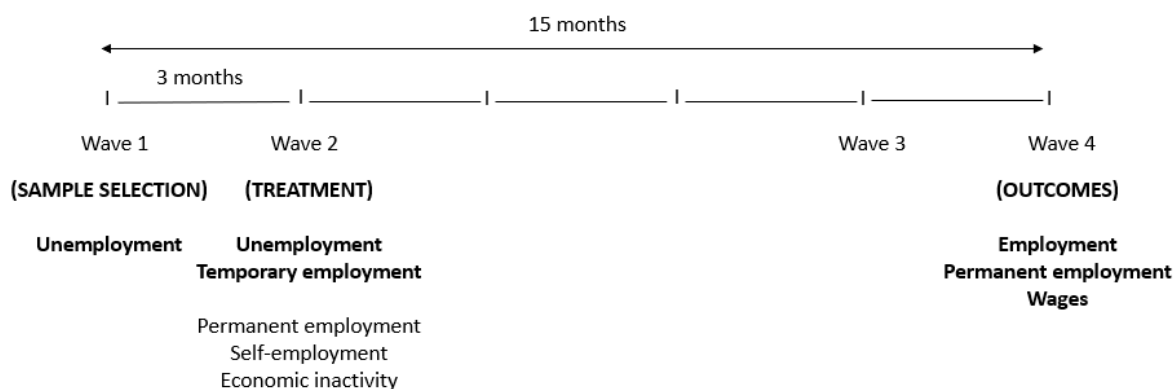 15 months
3 months
Wave 1 Wave 2 Wave 3 Wave 4
(SAMPLE SELECTION) (TREATMENT) (OUTCOMES)
Unemployment Unemployment Employment
Temporary employment Permanent employment
Wages
Permanent employment
Self-employment
Economic inactivity